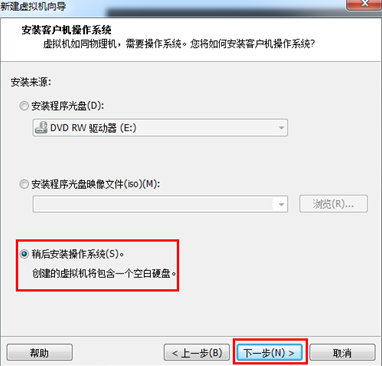 新建虚拟机向导
安装客户机操作系统
虚拟机如同物理机，需要操作系统。您将如何安装客户机操作系统?
安装来源:
安装程序光盘(D):
DVD RW 驱动器 (E:)
安装程序光盘映像文件(iso)(M):
浏览(R)...
稍后安装操作系统(S)。
创建的虚拟机将包含一个空白硬盘。
帮助 < 上一步(B) 下一步(N) > 取消